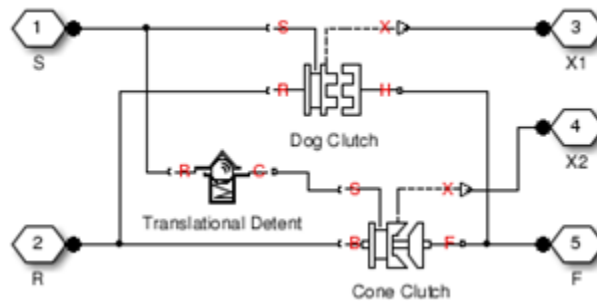 1
S
S
X
3
X1
R
H
Dog Clutch
4
X2
R
C
Translational Detent
S
X
2
R
B
F
5
F
Cone Clutch